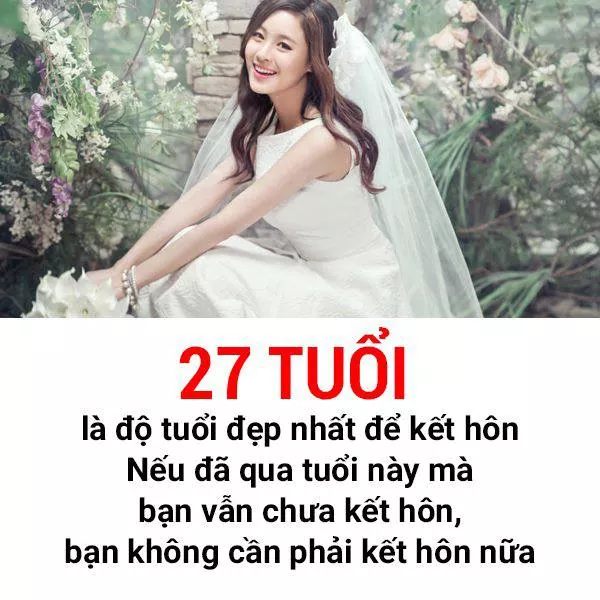 27 TUỔI
là độ tuổi đẹp nhất để kết hôn
Nếu đã qua tuổi này mà
bạn vẫn chưa kết hôn,
bạn không cần phải kết hôn nữa